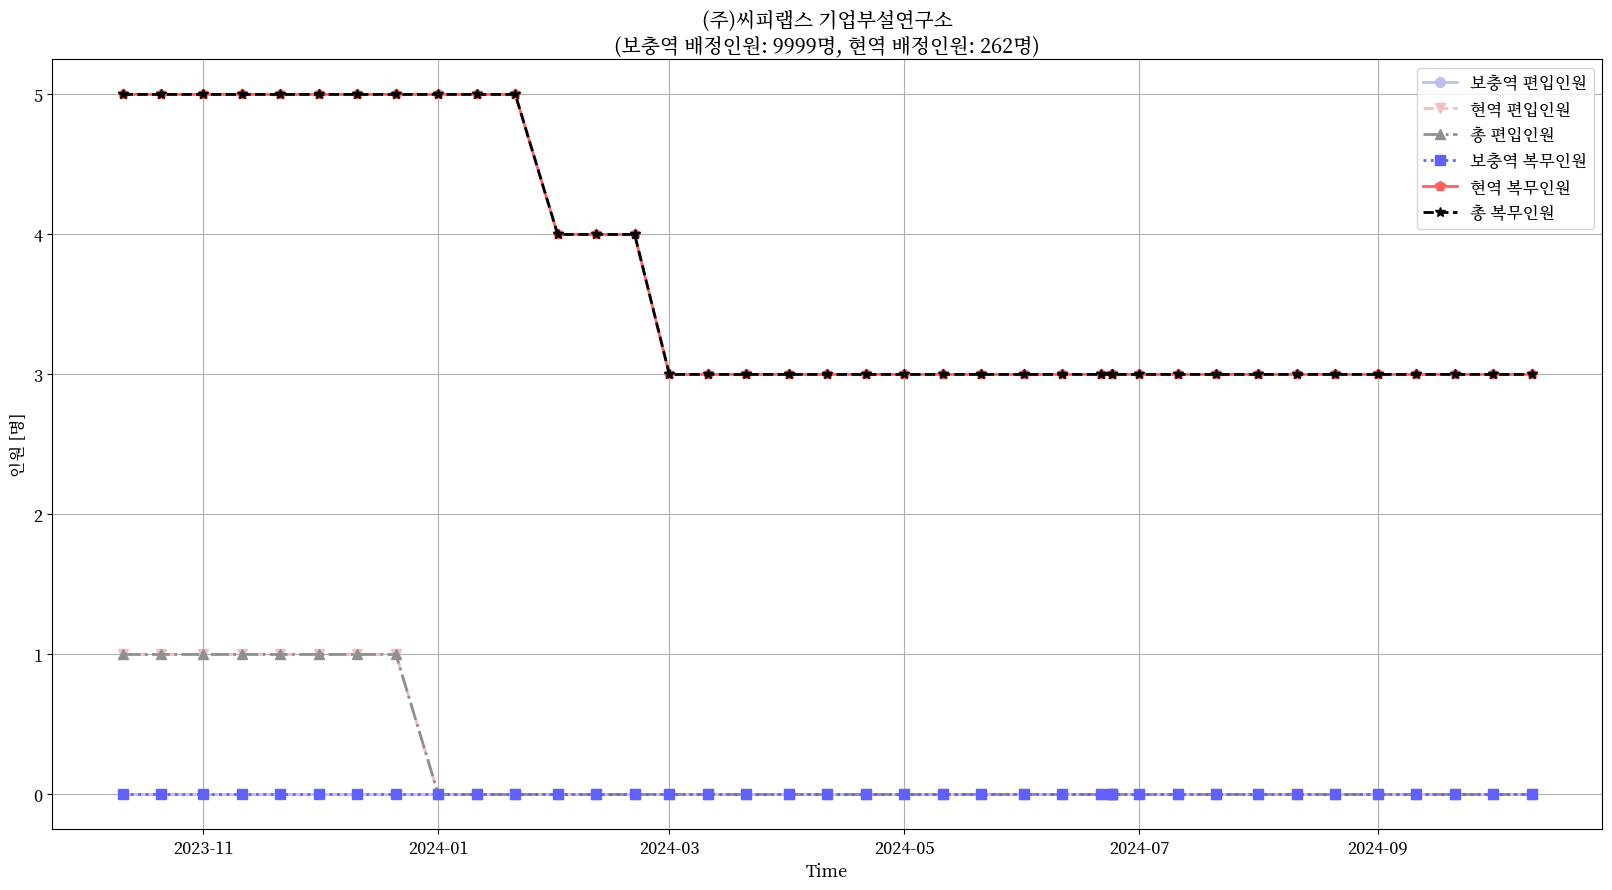 (주)씨피랩스 기업부설연구소
(보충역 배정인원: 9999명, 현역 배정인원: 262명)
보충역 편입인원
현역 편입인원
총 편입인원
보충역 복무인원
현역 복무인원
총 복무인원
인원 [명]
5
4
3
2
1
0
2023-11
2024-01
2024-03
2024-05
2024-07
2024-09
Time